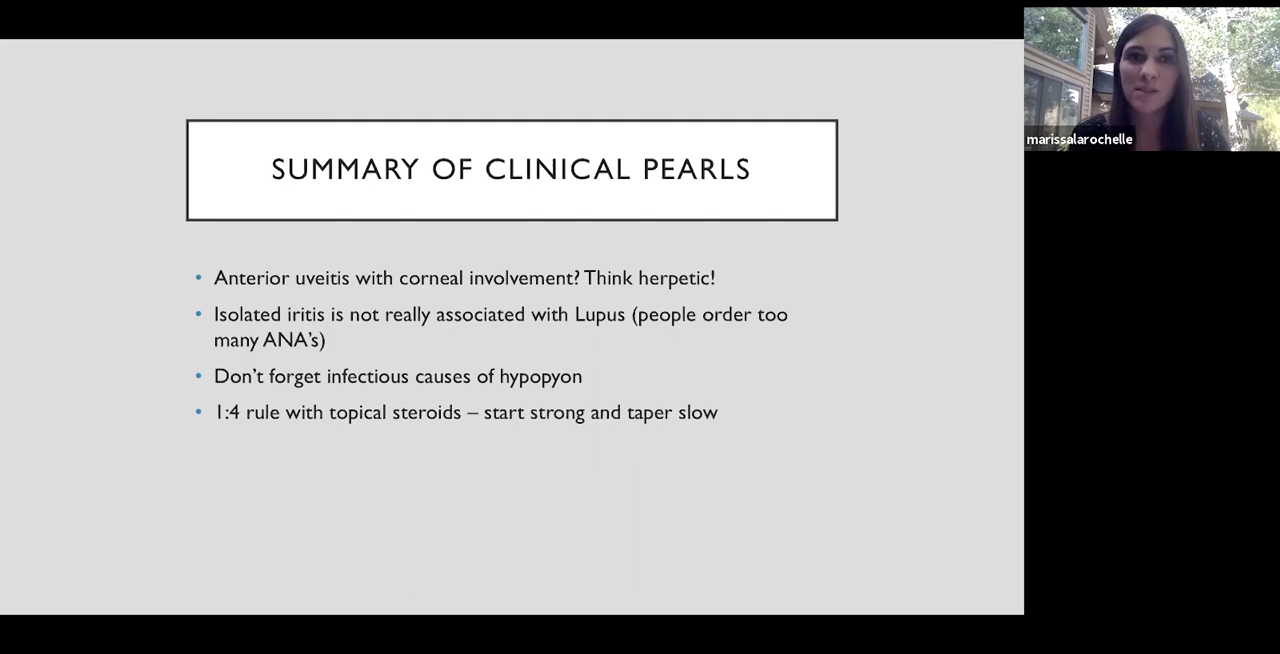 SUMMARY OF CLINICAL PEARLS
• Anterior uveitis with corneal involvement? Think herpetic!
• Isolated iritis is not really associated with Lupus (people order too
many ANA's)
• Don't forget infectious causes of hypopyon
• 1:4 rule with topical steroids – start strong and taper slow
marissalarochelle